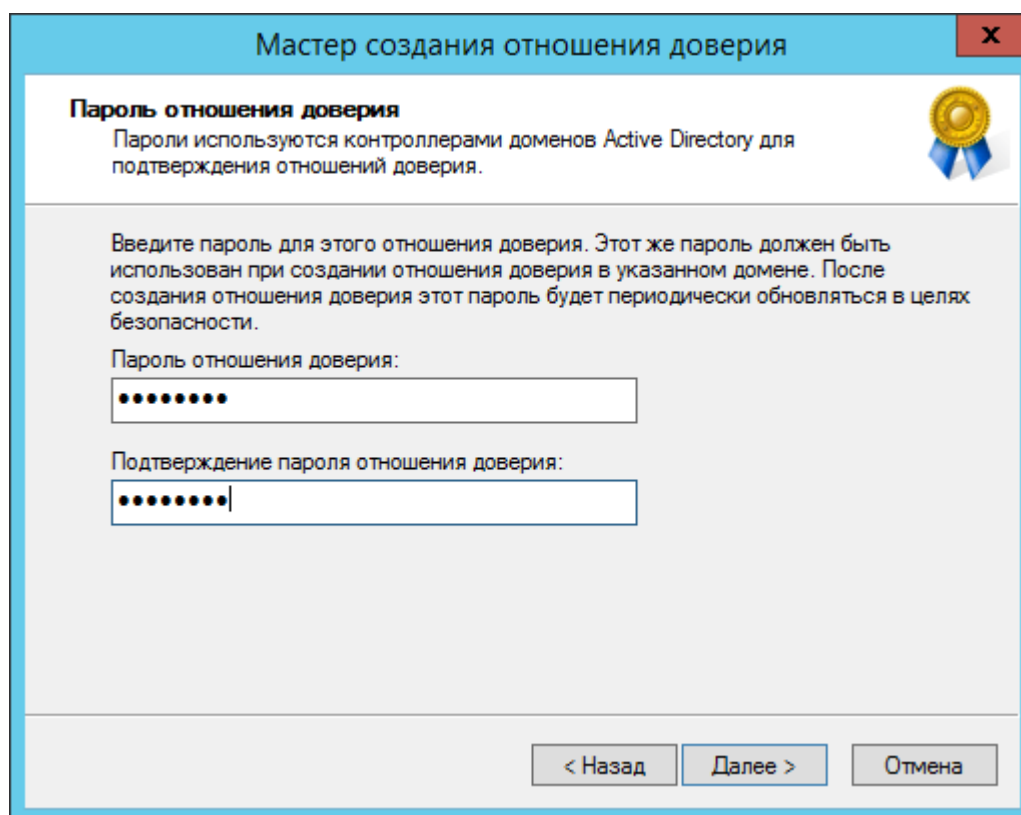 Мастер создания отношения доверия
x
Пароль отношения доверия
Пароли используются контроллерами доменов Active Directory для
подтверждения отношений доверия.
Введите пароль для этого отношения доверия. Этот же пароль должен быть
использован при создании отношения доверия в указанном домене. После
создания отношения доверия этот пароль будет периодически обновляться в целях
безопасности.
Пароль отношения доверия:
••••••••
Подтверждение пароля отношения доверия:
••••••••
< Назад
Далее >
Отмена